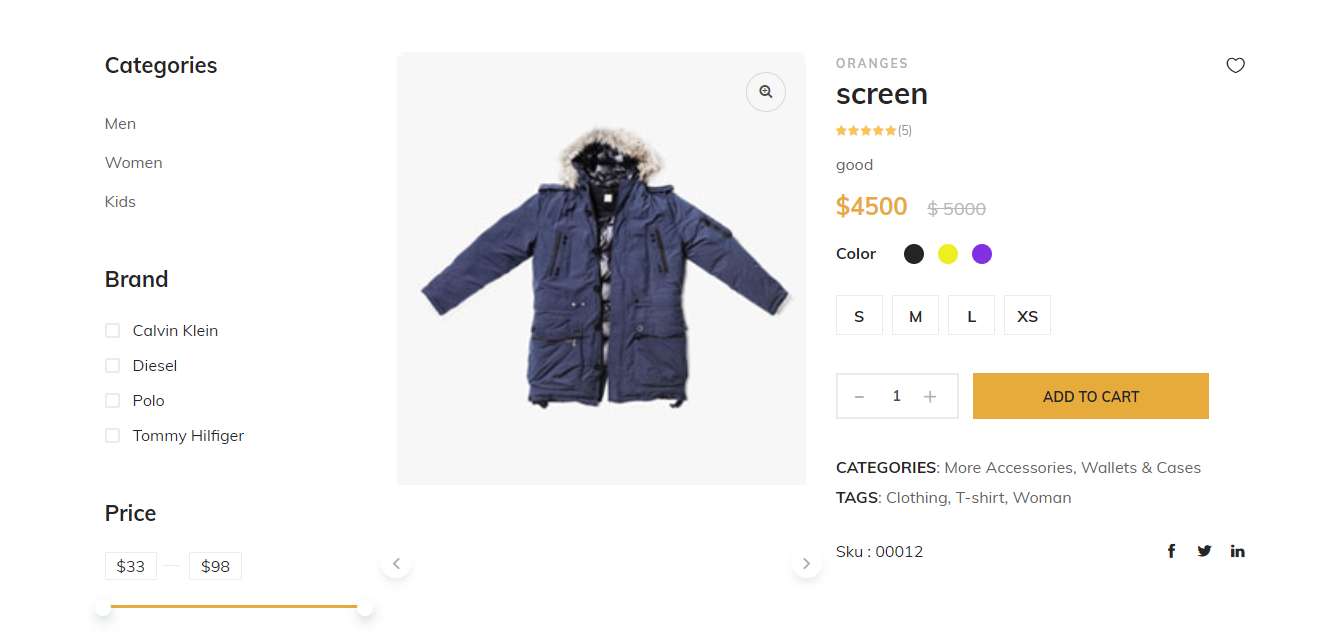 Categories
Men
Women
Kids
Brand
Calvin Klein
Diesel
Polo
Tommy Hilfiger
Price
$33
$98
ORANGES
screen
(5)
good
$4500 $ 5000
Color
S M L XS
− 1 + ADD TO CART
CATEGORIES: More Accessories, Wallets & Cases
TAGS: Clothing, T-shirt, Woman
Sku : 00012